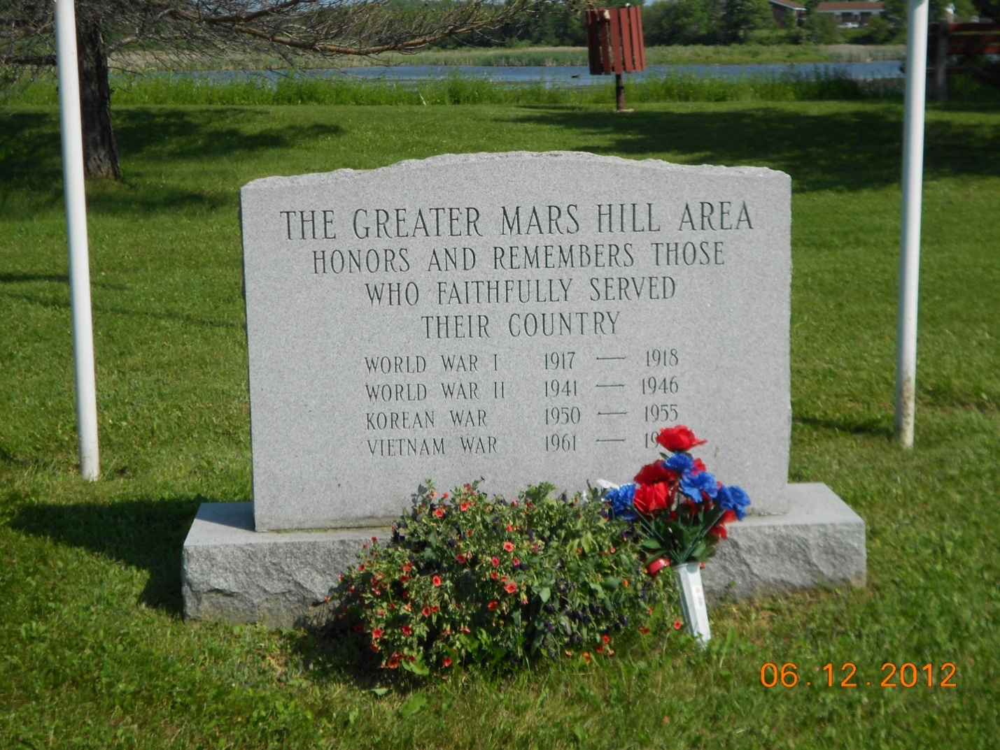 THE GREATER MARS HILL AREA
HONORS AND REMEMBERS THOSE
WHO FAITHFULLY SERVED
THEIR COUNTRY
WORLD WAR I 1917 — 1918
WORLD WAR II 1941 — 1946
KOREAN WAR 1950 — 1955
VIETNAM WAR 1961 —
06.12.2012